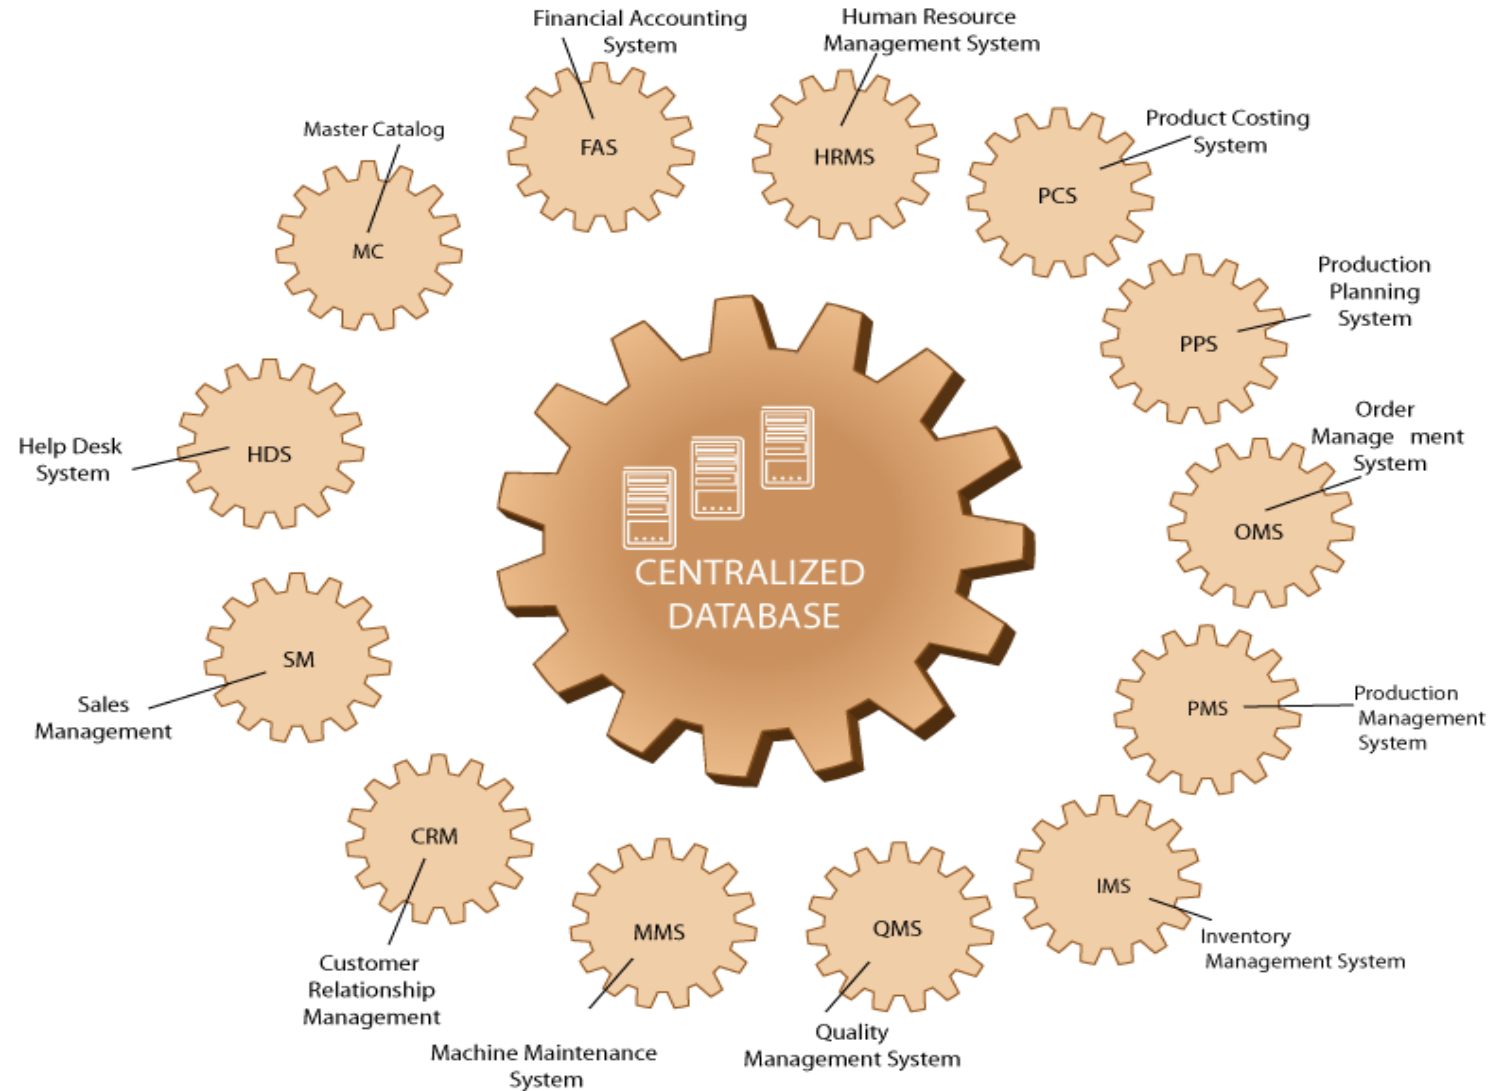 Financial Accounting
System
Human Resource
Management System
Master Catalog
FAS
HRMS
Product Costing
System
PCS
MC
Production
Planning
System
PPS
Order
Manage ment
System
Help Desk
System
HDS
OMS
CENTRALIZED
DATABASE
SM
Sales
Management
PMS
Production
Management
System
CRM
IMS
MMS
QMS
Inventory
Management System
Customer
Relationship
Management
Quality
Management System
Machine Maintenance
System